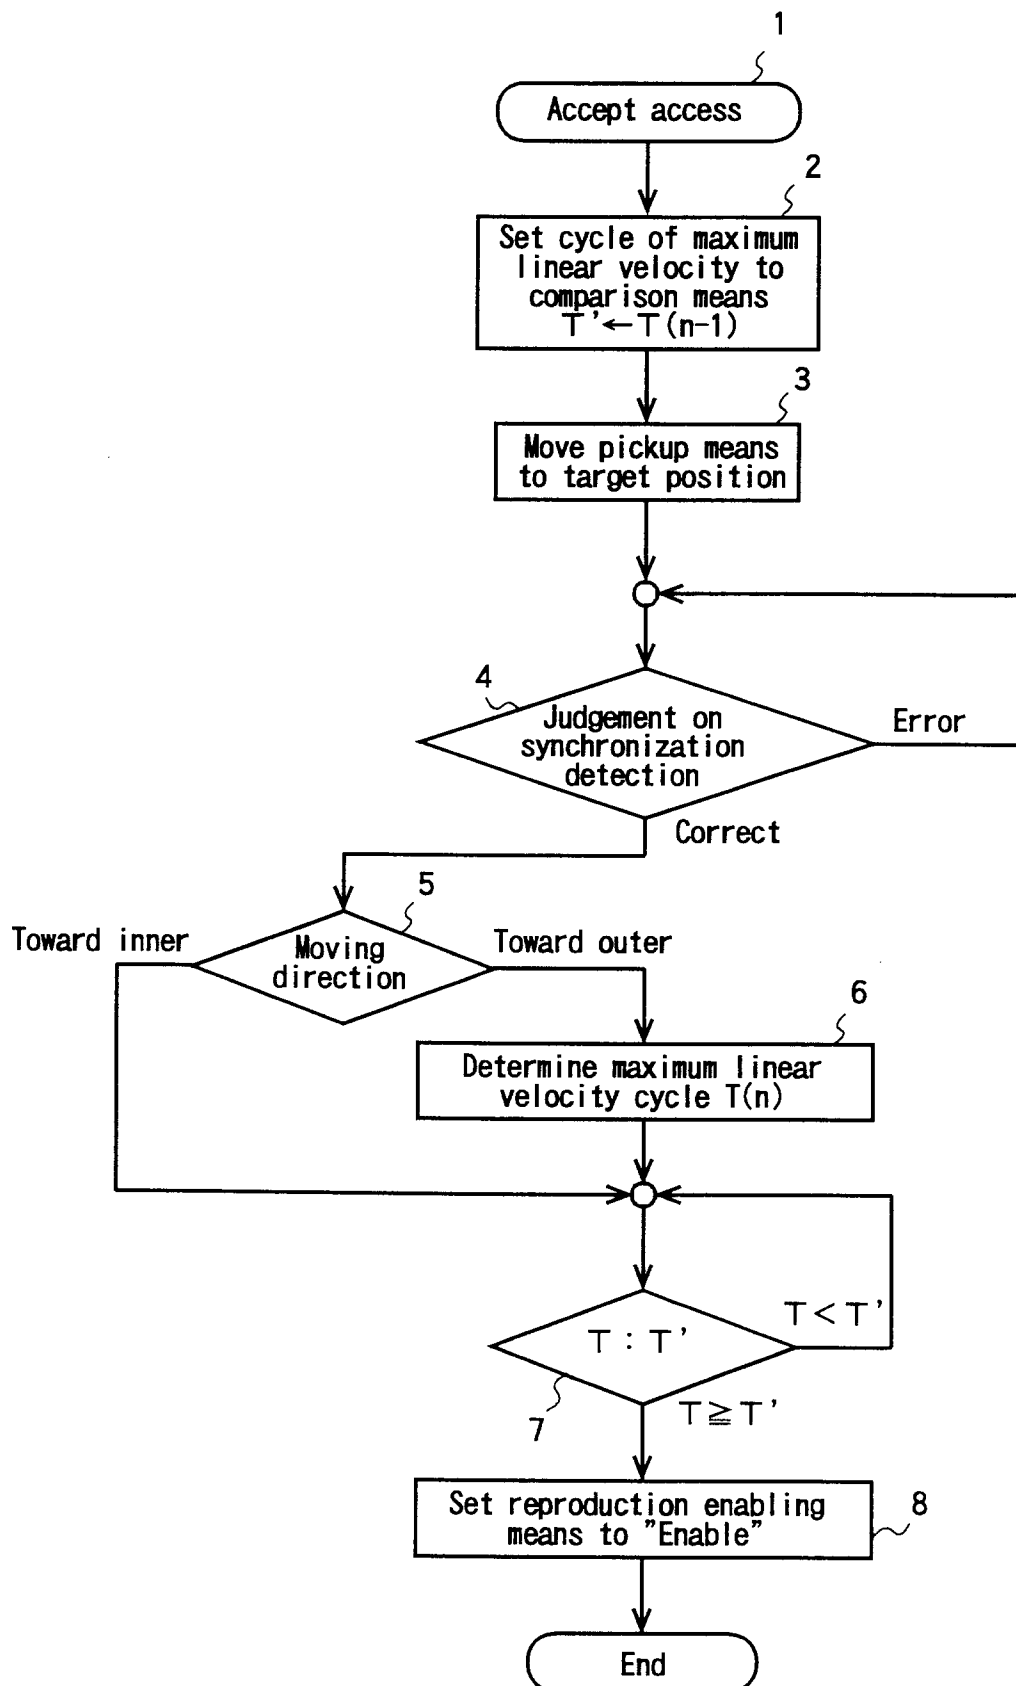 1
Accept access
2
Set cycle of maximum
linear velocity to
comparison means
T'←T(n-1)
3
Move pickup means
to target position
4
Judgement on
synchronization
detection
Error
Correct
5
Toward inner
Moving
direction
Toward outer
6
Determine maximum linear
velocity cycle T(n)
T<T'
T : T'
7
T≧T'
Set reproduction enabling
means to "Enable"
8
End